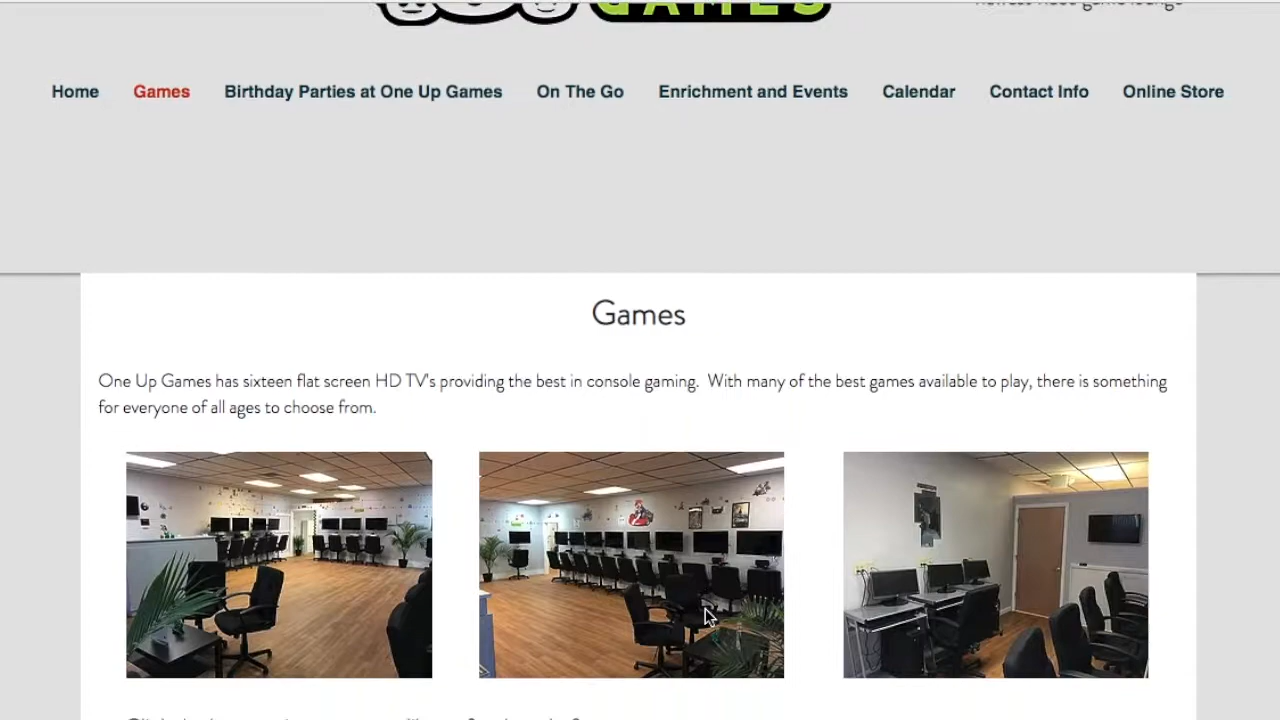 GAMES
Home Games Birthday Parties at One Up Games On The Go Enrichment and Events Calendar Contact Info Online Store
Games
One Up Games has sixteen flat screen HD TV's providing the best in console gaming. With many of the best games available to play, there is something
for everyone of all ages to choose from.